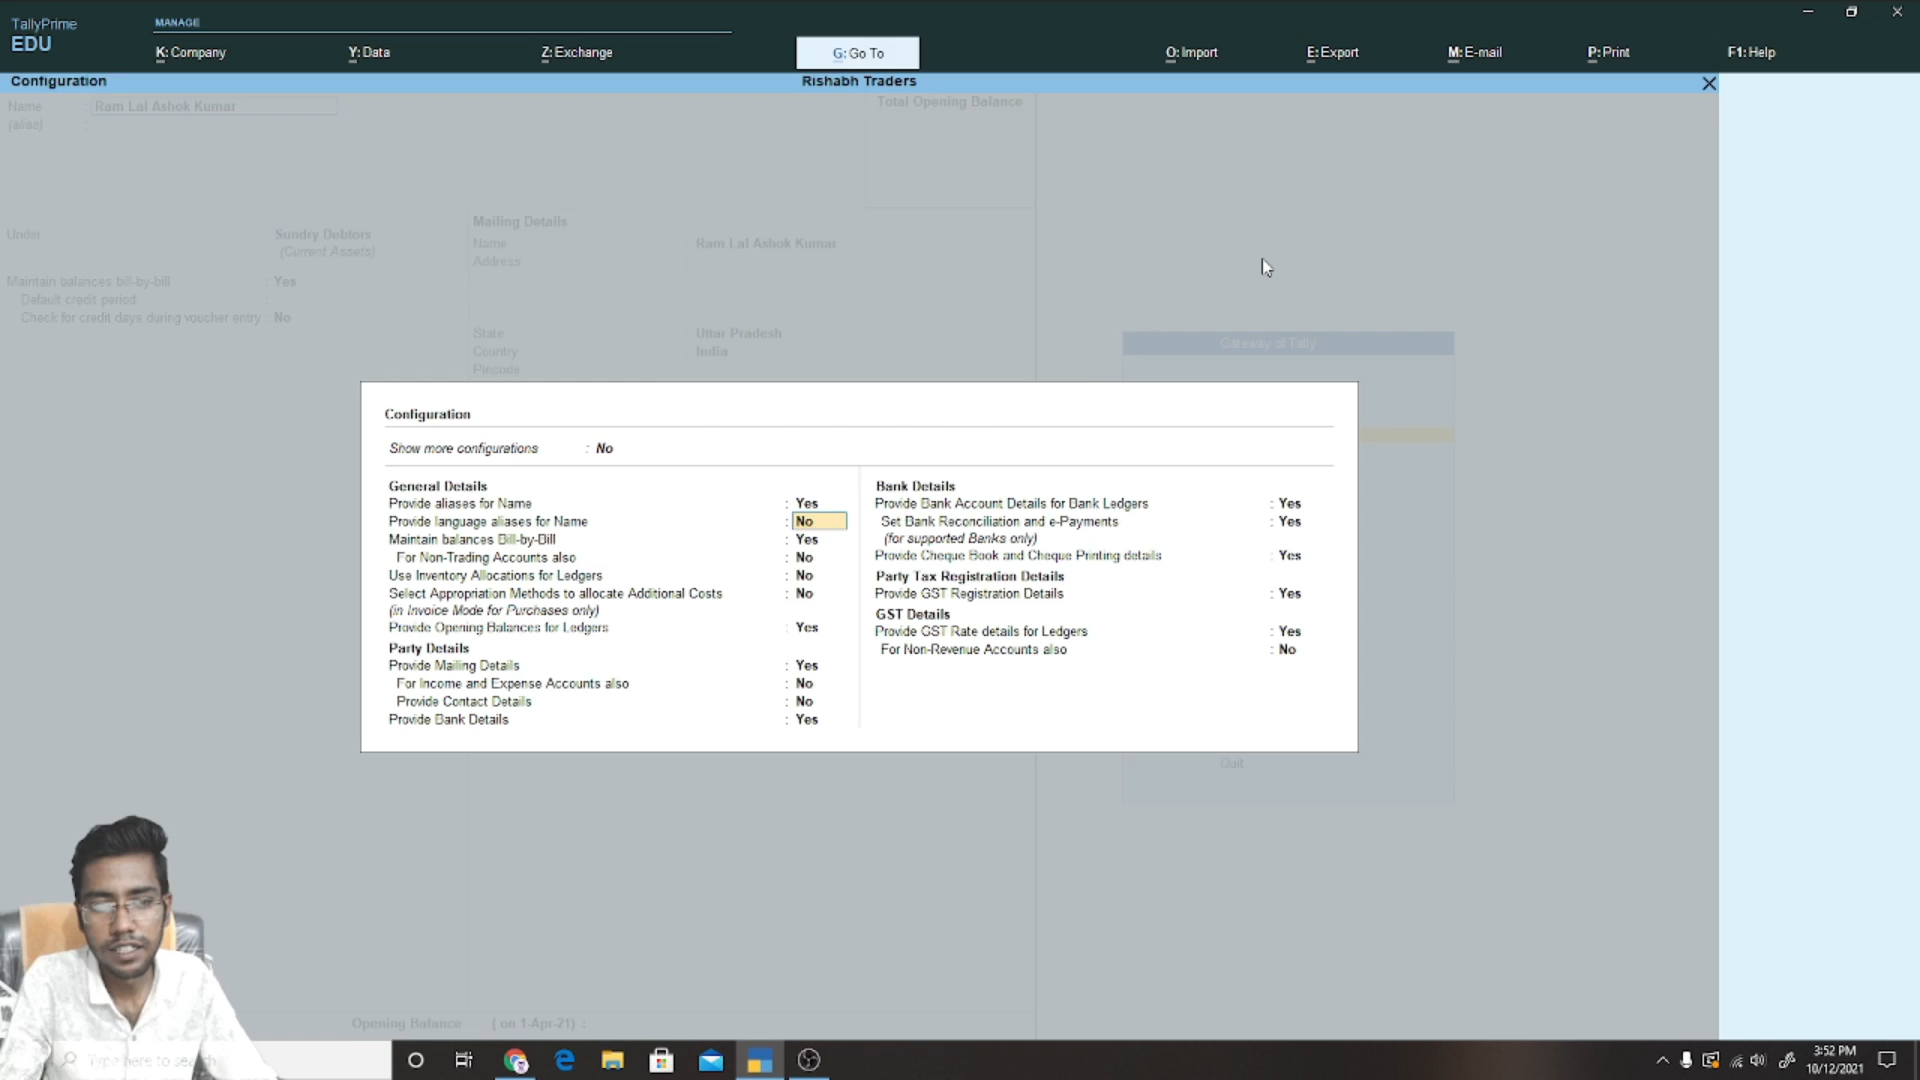 TallyPrime
EDU
MANAGE
K: Company
Y: Data
Z: Exchange
G: Go To
O: Import
E: Export
M: E-mail
P: Print
F1: Help
Configuration
Rishabh Traders
Name : Ram Lal Ashok Kumar
(alias) :
Total Opening Balance
Under : Sundry Debtors
(Current Assets)
Maintain balances bill-by-bill : Yes
Default credit period :
Check for credit days during voucher entry : No
Mailing Details
Name : Ram Lal Ashok Kumar
Address :
State : Uttar Pradesh
Country : India
Pincode :
Gateway of Tally
Configuration
Show more configurations : No
General Details
Provide aliases for Name : Yes
Provide language aliases for Name : No
Maintain balances Bill-by-Bill : Yes
For Non-Trading Accounts also : No
Use Inventory Allocations for Ledgers : No
Select Appropriation Methods to allocate Additional Costs : No
(in Invoice Mode for Purchases only)
Provide Opening Balances for Ledgers : Yes
Party Details
Provide Mailing Details : Yes
For Income and Expense Accounts also : No
Provide Contact Details : No
Provide Bank Details : Yes
Bank Details
Provide Bank Account Details for Bank Ledgers : Yes
Set Bank Reconciliation and e-Payments : Yes
(for supported Banks only)
Provide Cheque Book and Cheque Printing details : Yes
Party Tax Registration Details
Provide GST Registration Details : Yes
GST Details
Provide GST Rate details for Ledgers : Yes
For Non-Revenue Accounts also : No
Quit
Opening Balance ( on 1-Apr-21) :
Type here to search
3:52 PM
10/12/2021